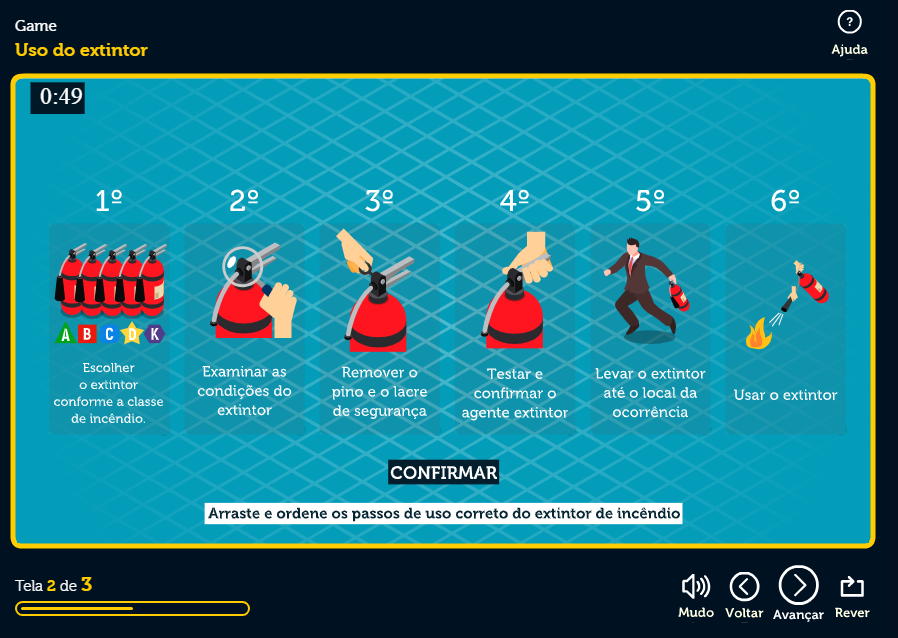 Game
Uso do extintor
?
Ajuda
0:49
1º 2º 3º 4º 5º 6º
A B C D K
Escolher
o extintor
conforme a classe
de incêndio.
Examinar as
condições do
extintor
Remover o
pino e o lacre
de segurança
Testar e
confirmar o
agente extintor
Levar o extintor
até o local da
ocorrência
Usar o extintor
CONFIRMAR
Arraste e ordene os passos de uso correto do extintor de incêndio
Tela 2 de 3
Mudo Voltar Avançar Rever